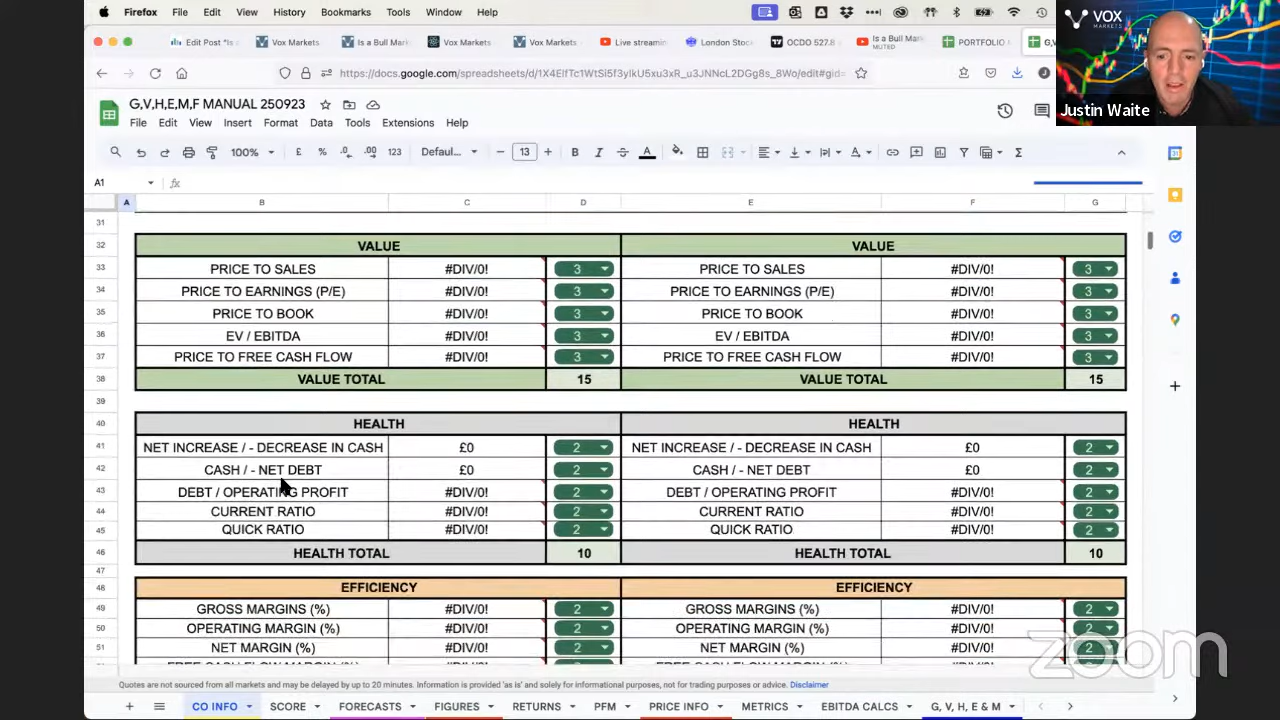 Firefox File Edit View History Bookmarks Tools Window Help
Edit Post "Is Vox Markets Is a Bull Mark Vox Markets Vox Markets Live streamin London Stoc OCDO 527.8 Is a Bull Mar MUTED PORTFOLIO M G,V,
VOX MARKETS
https://docs.google.com/spreadsheets/d/
Justin Waite
G,V,H,E,M,F MANUAL 250923
File Edit View Insert Format Data Tools Extensions Help
100% £ % .0 .00 123 Defaul... 13 B I A
A1 fx
A B C D E F G
31
32 VALUE VALUE
33 PRICE TO SALES #DIV/0! 3 PRICE TO SALES #DIV/0! 3
34 PRICE TO EARNINGS (P/E) #DIV/0! 3 PRICE TO EARNINGS (P/E) #DIV/0! 3
35 PRICE TO BOOK #DIV/0! 3 PRICE TO BOOK #DIV/0! 3
36 EV / EBITDA #DIV/0! 3 EV / EBITDA #DIV/0! 3
37 PRICE TO FREE CASH FLOW #DIV/0! 3 PRICE TO FREE CASH FLOW #DIV/0! 3
38 VALUE TOTAL 15 VALUE TOTAL 15
39
40 HEALTH HEALTH
41 NET INCREASE / - DECREASE IN CASH £0 2 NET INCREASE / - DECREASE IN CASH £0 2
42 CASH / - NET DEBT £0 2 CASH / - NET DEBT £0 2
43 DEBT / OPERATING PROFIT #DIV/0! 2 DEBT / OPERATING PROFIT #DIV/0! 2
44 CURRENT RATIO #DIV/0! 2 CURRENT RATIO #DIV/0! 2
45 QUICK RATIO #DIV/0! 2 QUICK RATIO #DIV/0! 2
46 HEALTH TOTAL 10 HEALTH TOTAL 10
47
48 EFFICIENCY EFFICIENCY
49 GROSS MARGINS (%) #DIV/0! 2 GROSS MARGINS (%) #DIV/0! 2
50 OPERATING MARGIN (%) #DIV/0! 2 OPERATING MARGIN (%) #DIV/0! 2
51 NET MARGIN (%) #DIV/0! 2 NET MARGIN (%) #DIV/0! 2
zoom
Quotes are not sourced from all markets and may be delayed by up to 20 minutes. Information is provided 'as is' and solely for informational purposes, not for trading purposes or advice. Disclaimer
CO INFO SCORE FORECASTS FIGURES RETURNS PFM PRICE INFO METRICS EBITDA CALCS G, V, H, E & M